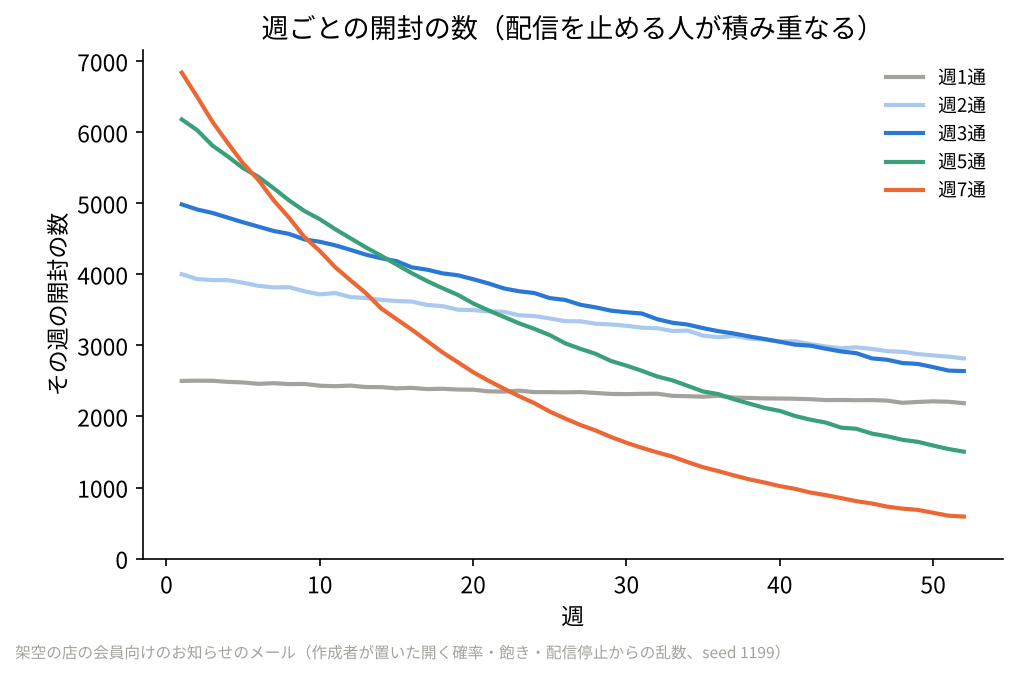 週ごとの開封の数（配信を止める人が積み重なる）
その週の開封の数
7000
6000
5000
4000
3000
2000
1000
0
週1通
週2通
週3通
週5通
週7通
0 10 20 30 40 50
週
架空の店の会員向けのお知らせのメール（作成者が置いた開く確率・飽き・配信停止からの乱数、seed 1199）